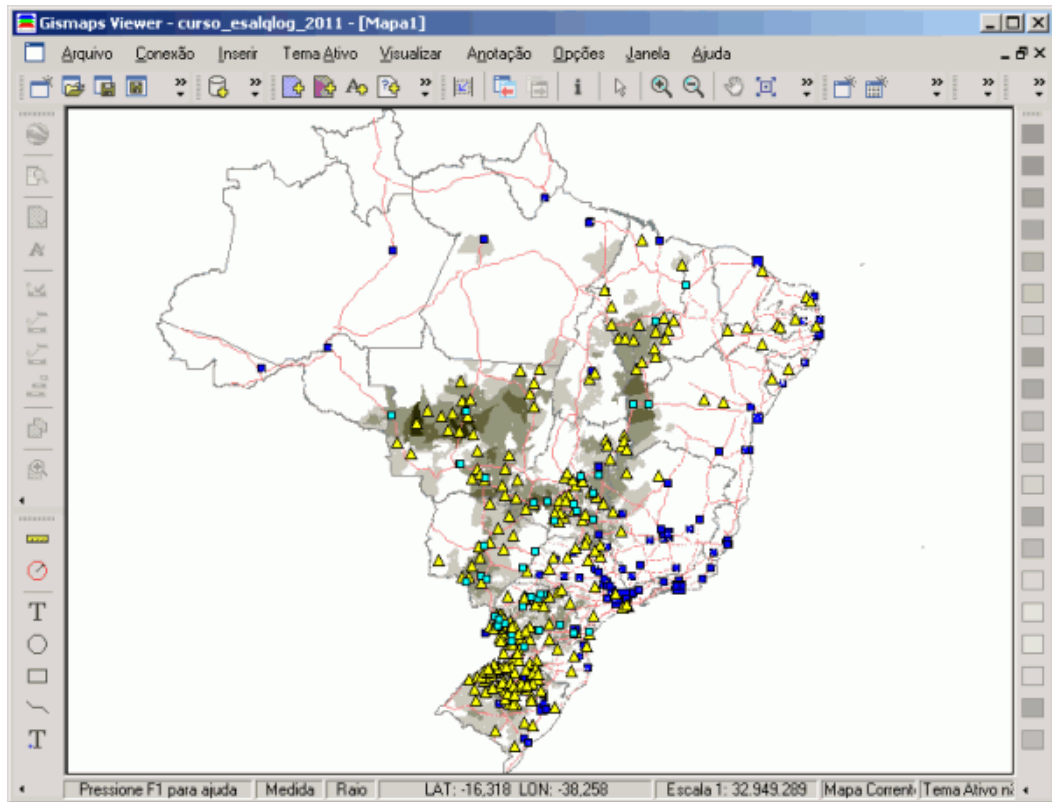 Gismaps Viewer - curso_esalqlog_2011 - [Mapa1]
Arquivo Conexão Inserir Tema Ativo Visualizar Anotação Opções Janela Ajuda
Pressione F1 para ajuda Medida Raio LAT: -16,318 LON: -38,258 Escala 1: 32.949.289 Mapa Corrent Tema Ativo n